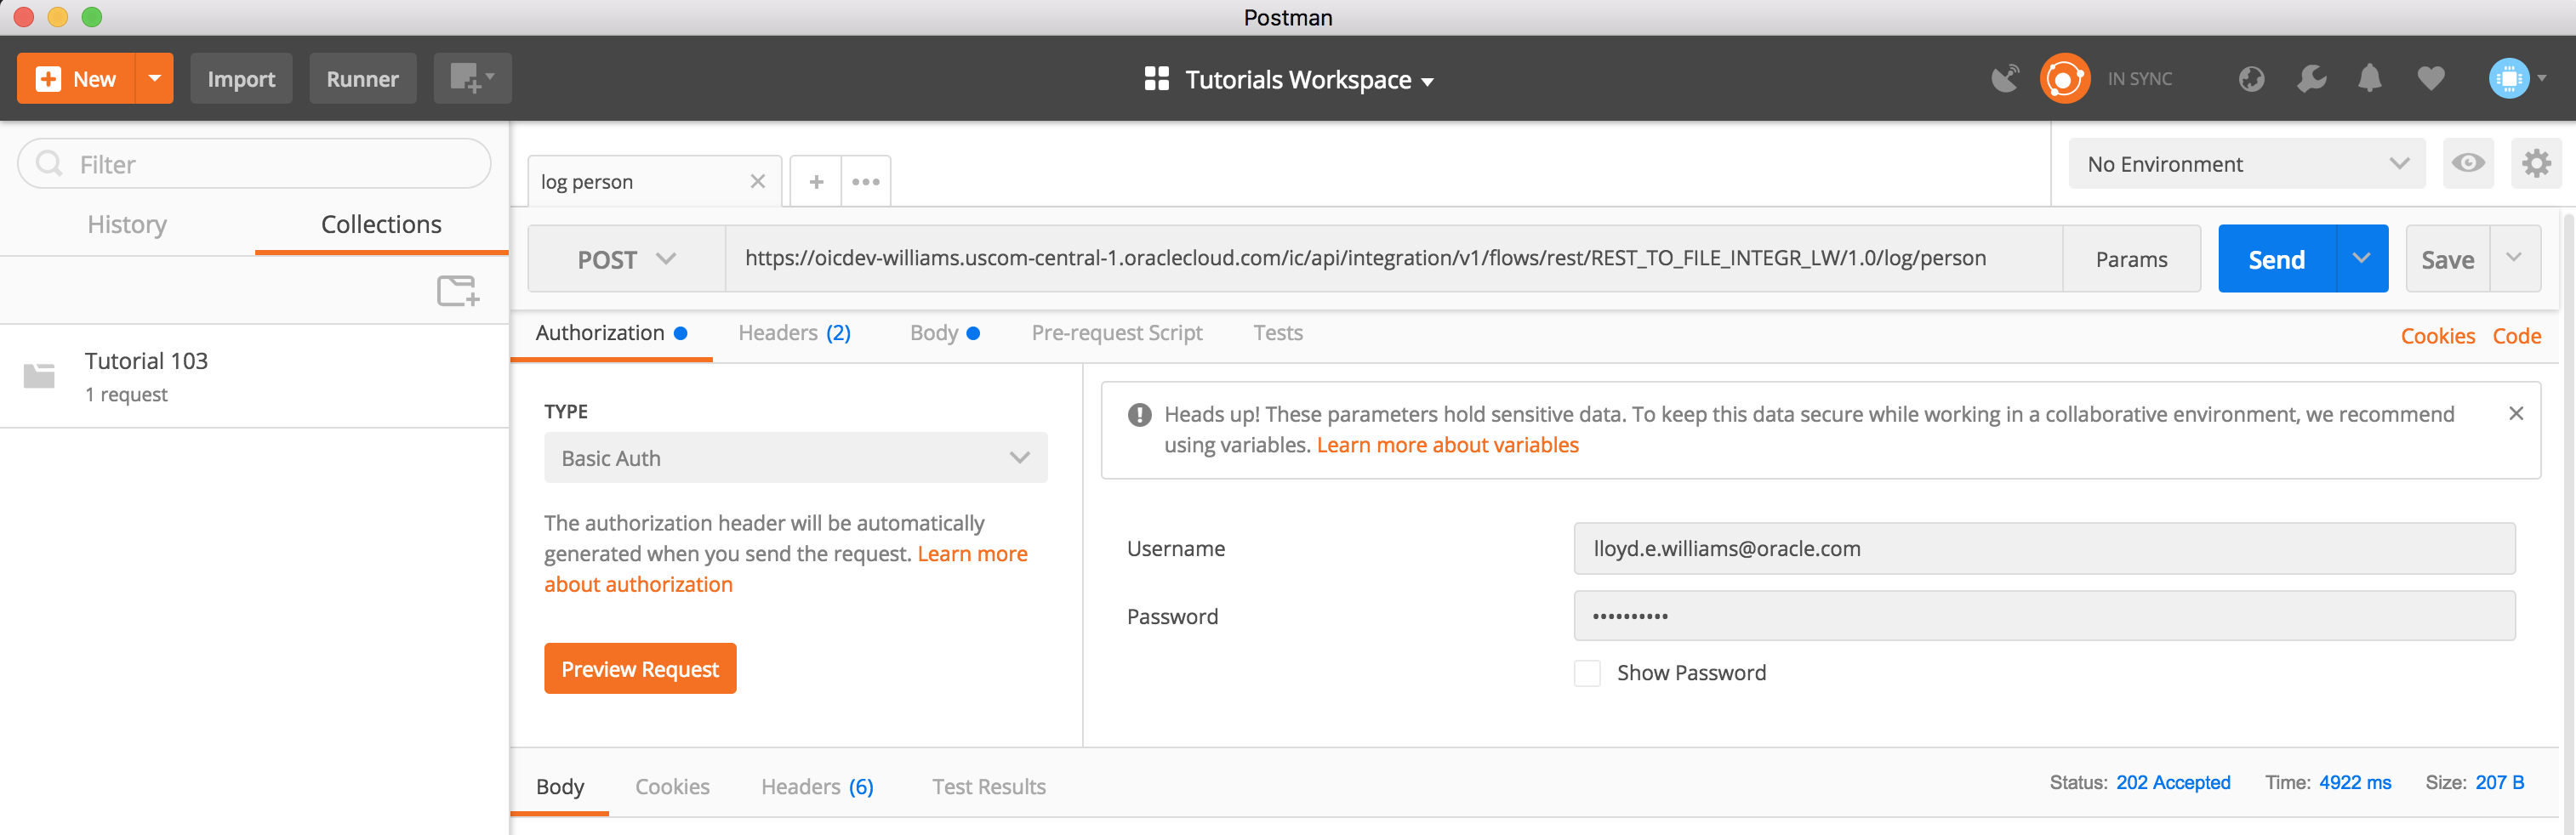 Postman
New
Import
Runner
Tutorials Workspace
IN SYNC
Filter
History
Collections
Tutorial 103
1 request
log person
No Environment
POST
https://oicdev-williams.uscom-central-1.oraclecloud.com/ic/api/integration/v1/flows/rest/REST_TO_FILE_INTEGR_LW/1.0/log/person
Params
Send
Save
Authorization
Headers (2)
Body
Pre-request Script
Tests
Cookies
Code
TYPE
Basic Auth
The authorization header will be automatically
generated when you send the request. Learn more
about authorization
Preview Request
Heads up! These parameters hold sensitive data. To keep this data secure while working in a collaborative environment, we recommend
using variables. Learn more about variables
Username
lloyd.e.williams@oracle.com
Password
••••••••••
Show Password
Body
Cookies
Headers (6)
Test Results
Status: 202 Accepted
Time: 4922 ms
Size: 207 B